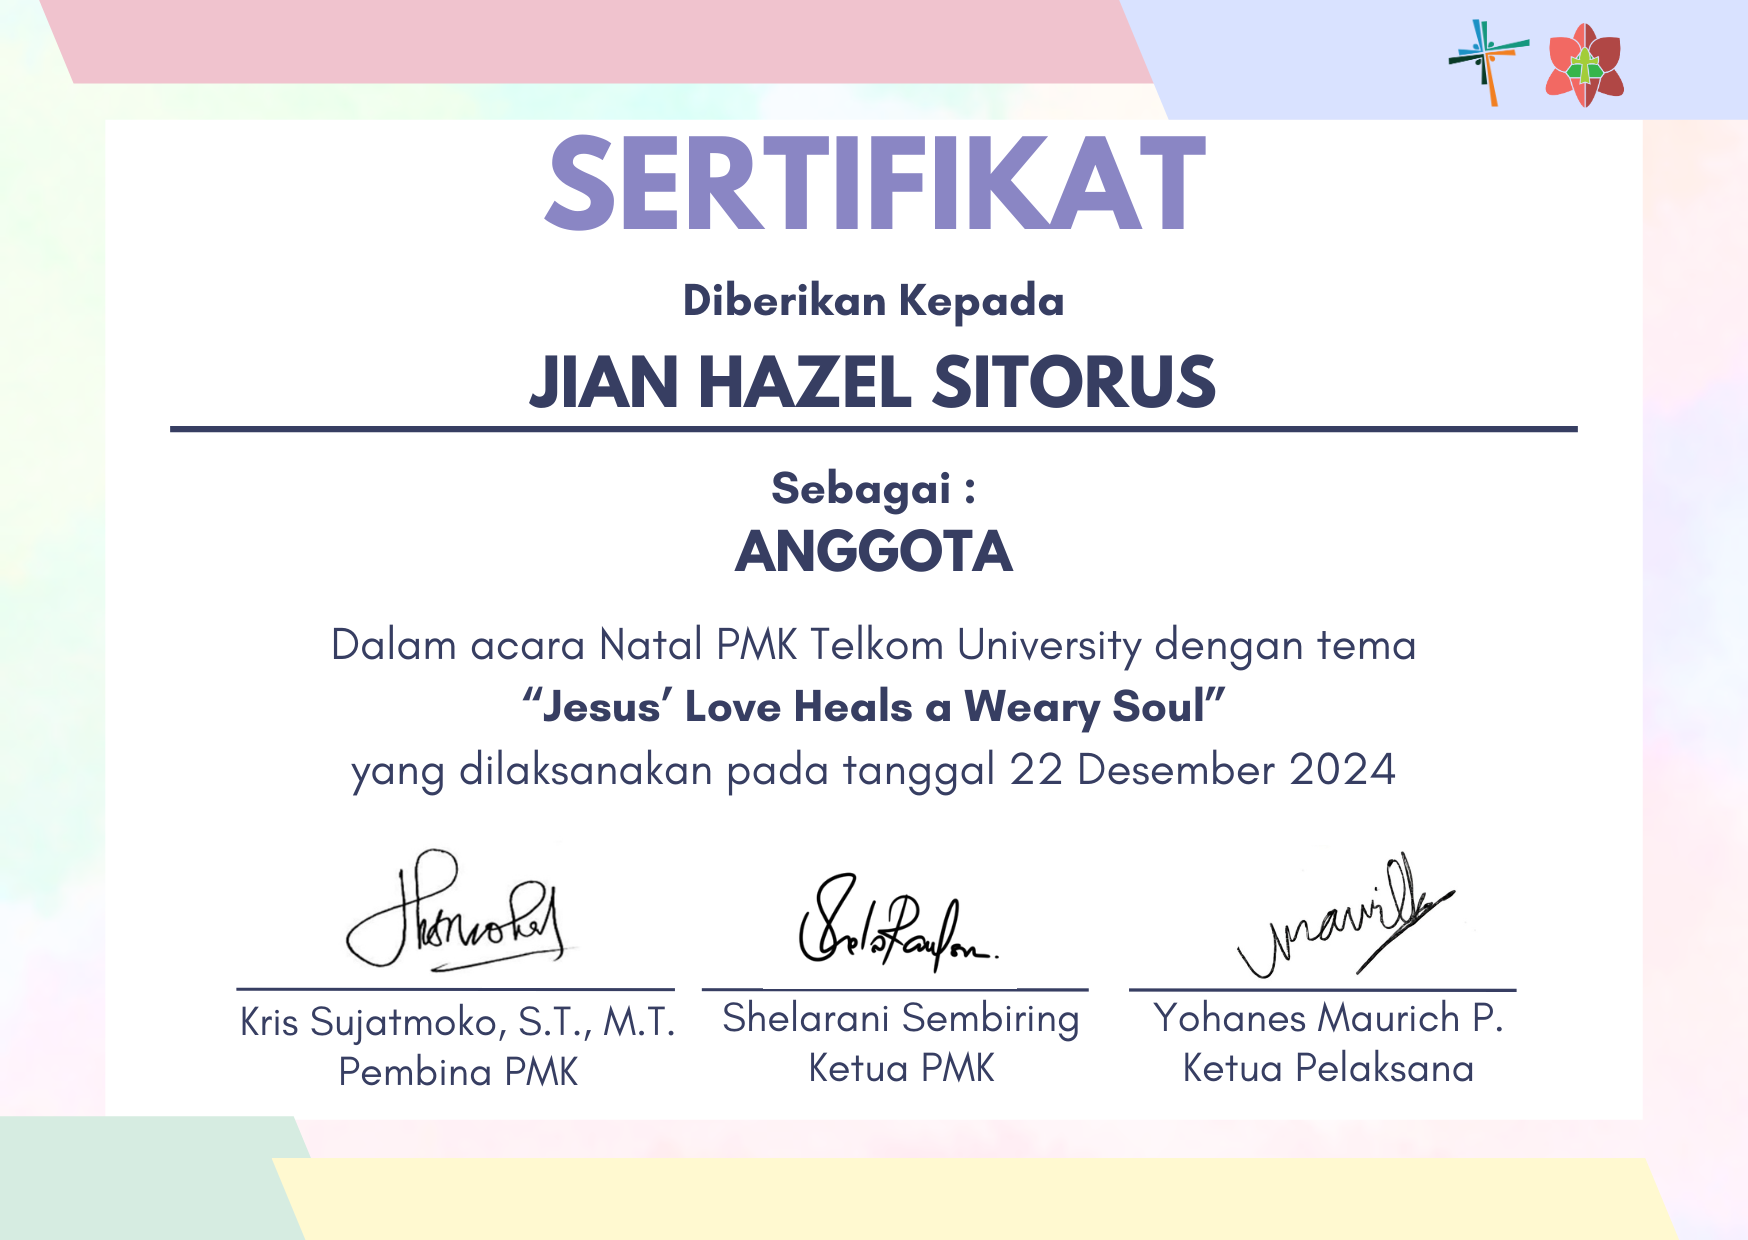 SERTIFIKAT
Diberikan Kepada
JIAN HAZEL SITORUS
Sebagai :
ANGGOTA
Dalam acara Natal PMK Telkom University dengan tema
“Jesus’ Love Heals a Weary Soul”
yang dilaksanakan pada tanggal 22 Desember 2024
Kris Sujatmoko, S.T., M.T.
Pembina PMK
Shelarani Sembiring
Ketua PMK
Yohanes Maurich P.
Ketua Pelaksana